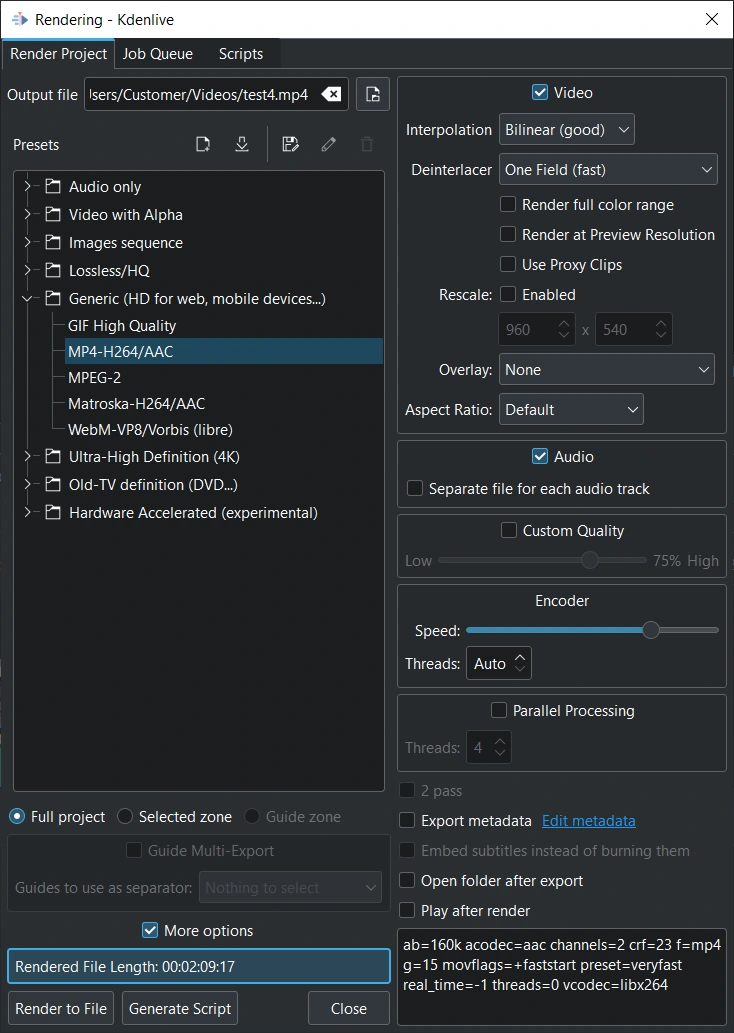 Rendering - Kdenlive
Render Project
Job Queue
Scripts
Output file
sers/Customer/Videos/test4.mp4
Presets
Audio only
Video with Alpha
Images sequence
Lossless/HQ
Generic (HD for web, mobile devices...)
GIF High Quality
MP4-H264/AAC
MPEG-2
Matroska-H264/AAC
WebM-VP8/Vorbis (libre)
Ultra-High Definition (4K)
Old-TV definition (DVD...)
Hardware Accelerated (experimental)
Full project
Selected zone
Guide zone
Guide Multi-Export
Guides to use as separator:
Nothing to select
More options
Rendered File Length: 00:02:09:17
Render to File
Generate Script
Close
Video
Interpolation
Bilinear (good)
Deinterlacer
One Field (fast)
Render full color range
Render at Preview Resolution
Use Proxy Clips
Rescale:
Enabled
960
x
540
Overlay:
None
Aspect Ratio:
Default
Audio
Separate file for each audio track
Custom Quality
Low
75%
High
Encoder
Speed:
Threads:
Auto
Parallel Processing
Threads:
4
2 pass
Export metadata
Edit metadata
Embed subtitles instead of burning them
Open folder after export
Play after render
ab=160k acodec=aac channels=2 crf=23 f=mp4
g=15 movflags=+faststart preset=veryfast
real_time=-1 threads=0 vcodec=libx264